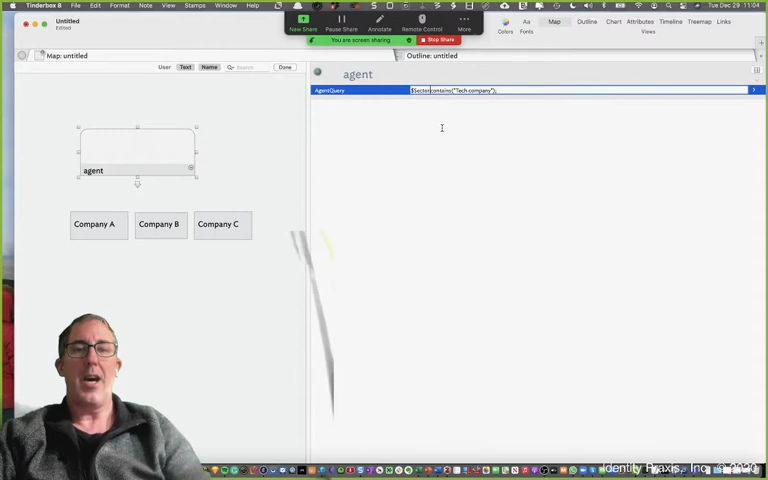 Tinderbox 8 File Edit Format Note View Stamps Window Help
Tue Dec 29 11:04
Untitled
Edited
New Share Pause Share Annotate Remote Control More
You are screen sharing Stop Share
Colors Fonts Map Outline Chart Attributes Timeline Treemap Links
Views
Map: untitled
Outline: untitled
User Text Name Search Done
agent
AgentQuery $Sector.contains("Tech company");
agent
Company A Company B Company C
Identity Praxis, Inc. © 2020